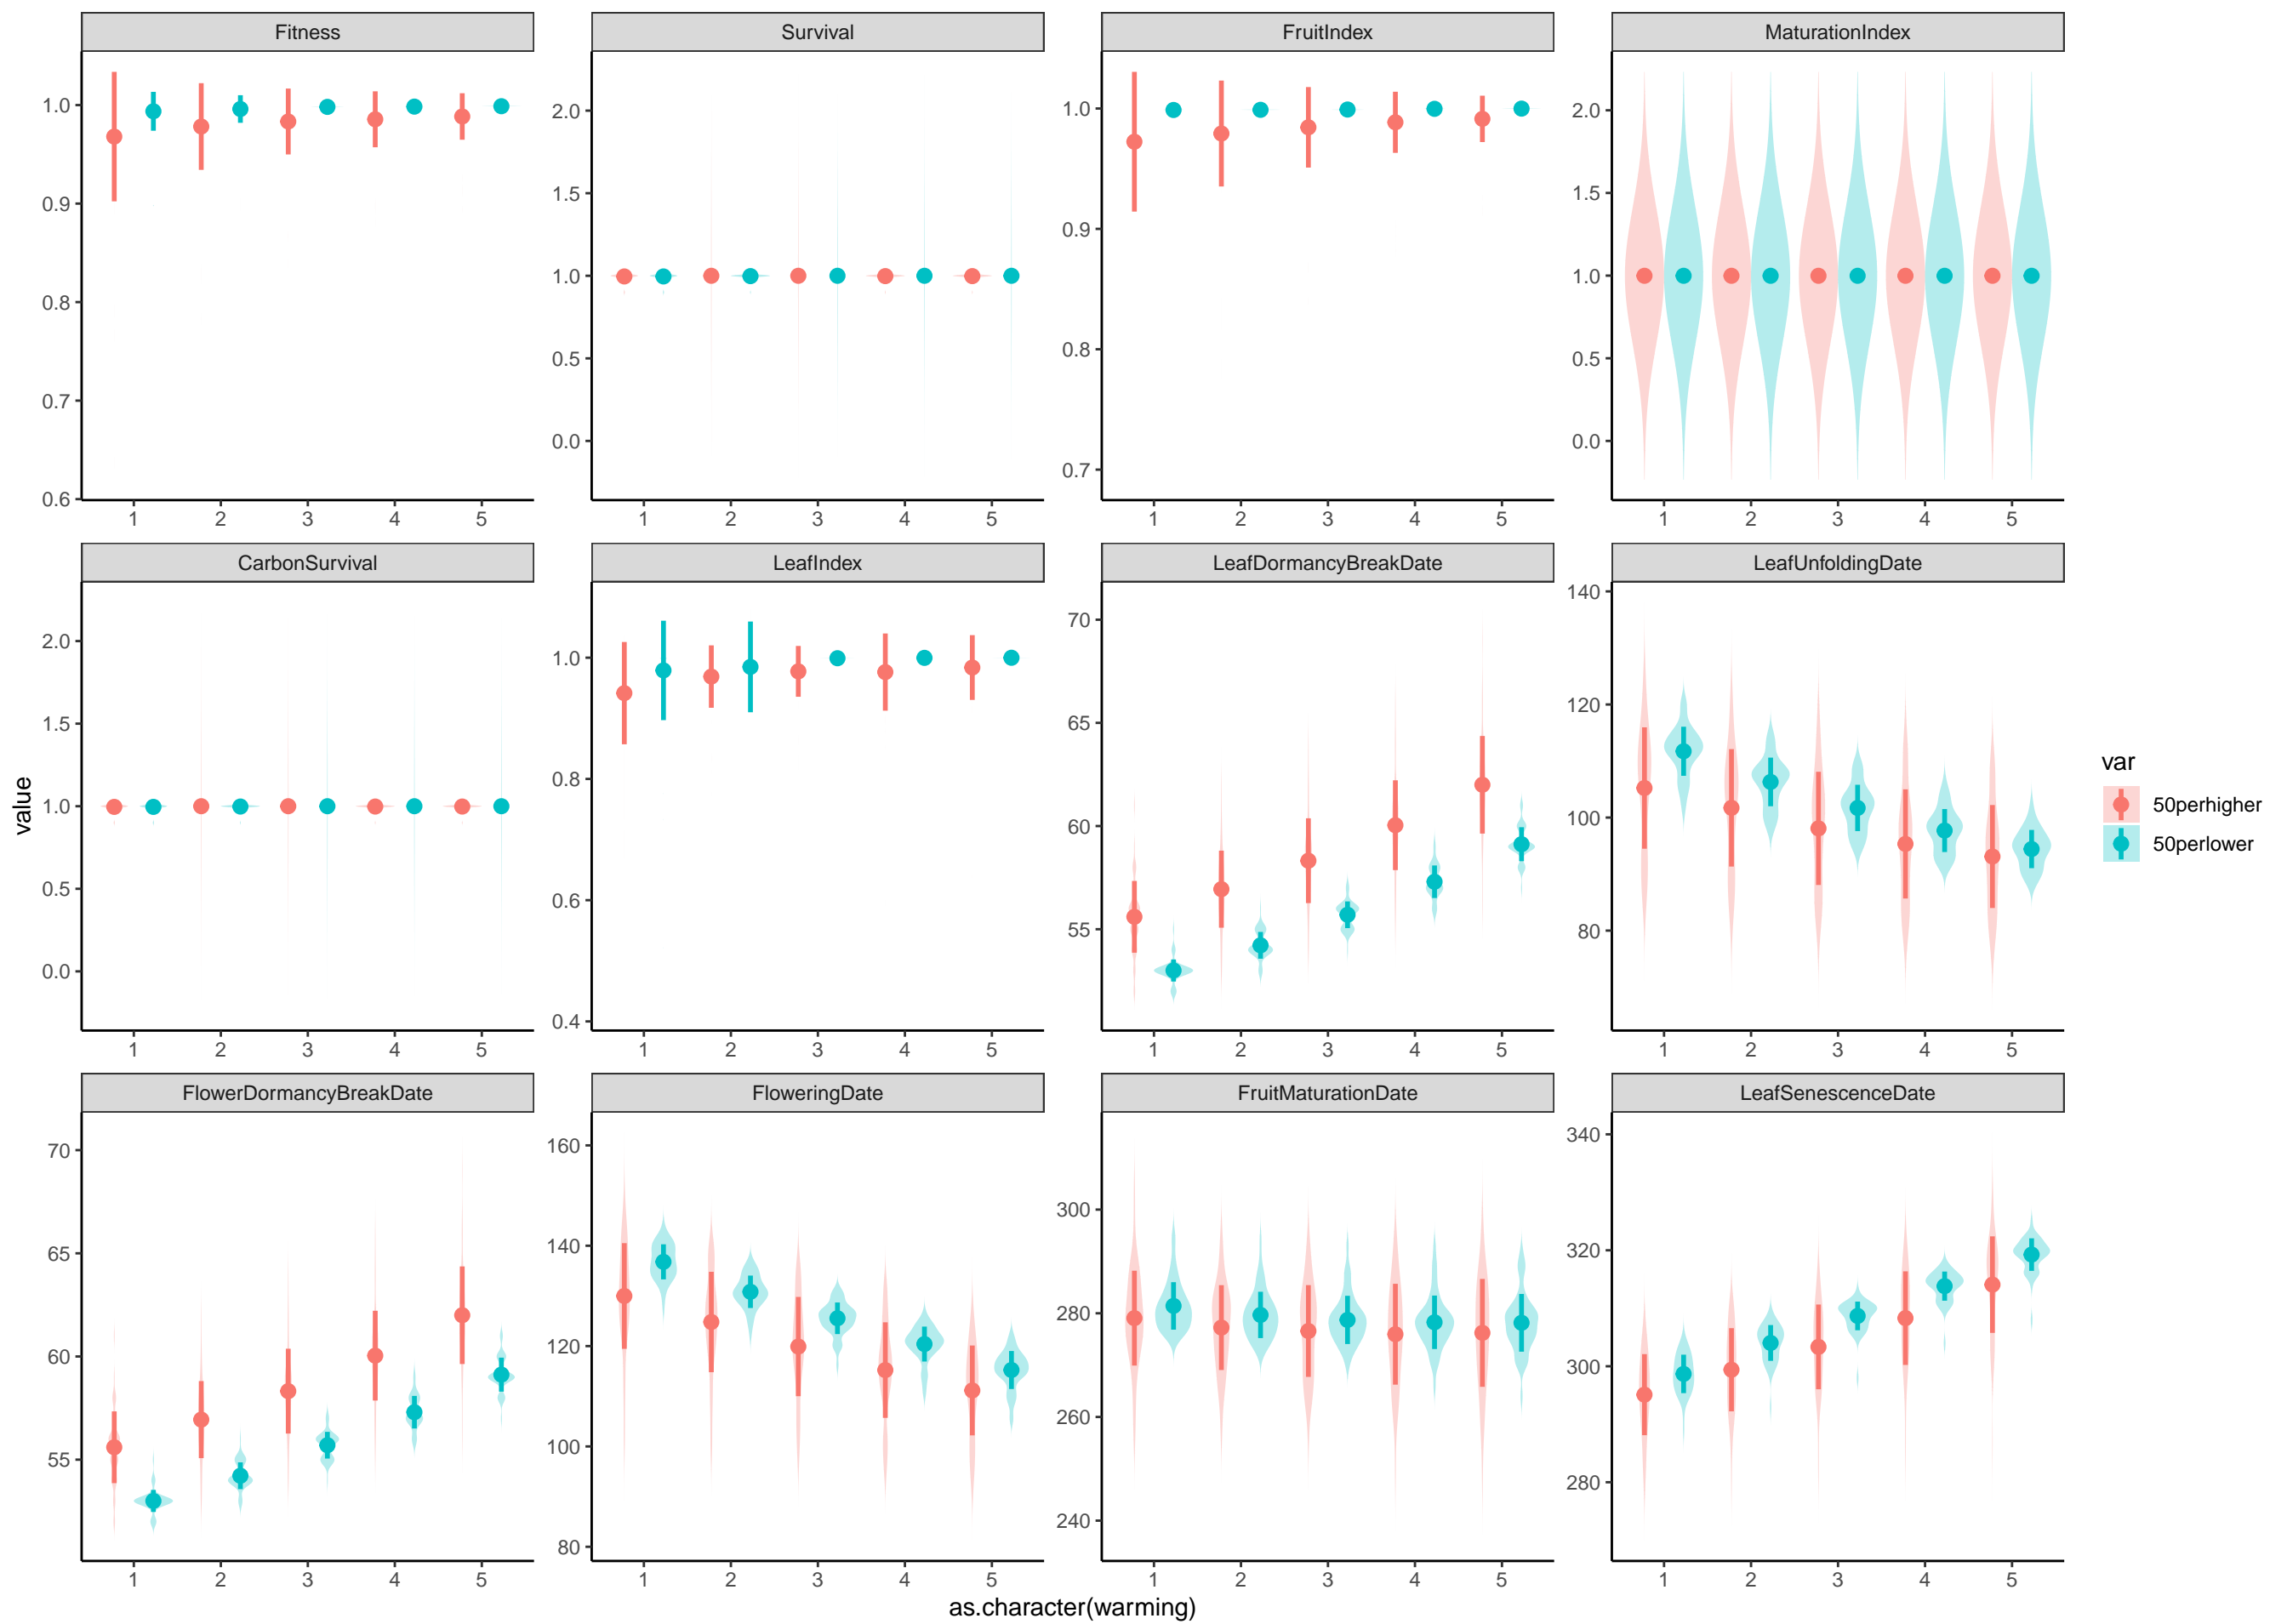 Fitness Survival FruitIndex MaturationIndex
1.0 2.0 1.0 2.0
0.9 1.5 0.9 1.5
0.8 1.0 0.8 1.0
0.7 0.5 0.7 0.5
0.6 0.0 0.0
1 2 3 4 5 1 2 3 4 5 1 2 3 4 5 1 2 3 4 5
CarbonSurvival LeafIndex LeafDormancyBreakDate LeafUnfoldingDate
2.0 1.0 70 140
1.5 0.8 65 120
1.0 0.6 60 100
0.5 0.4 55 80
0.0
1 2 3 4 5 1 2 3 4 5 1 2 3 4 5 1 2 3 4 5
FlowerDormancyBreakDate FloweringDate FruitMaturationDate LeafSenescenceDate
70 160 300 340
65 140 280 320
60 120 260 300
55 100 240 280
80
1 2 3 4 5 1 2 3 4 5 1 2 3 4 5 1 2 3 4 5
value
as.character(warming)
var
50perhigher
50perlower